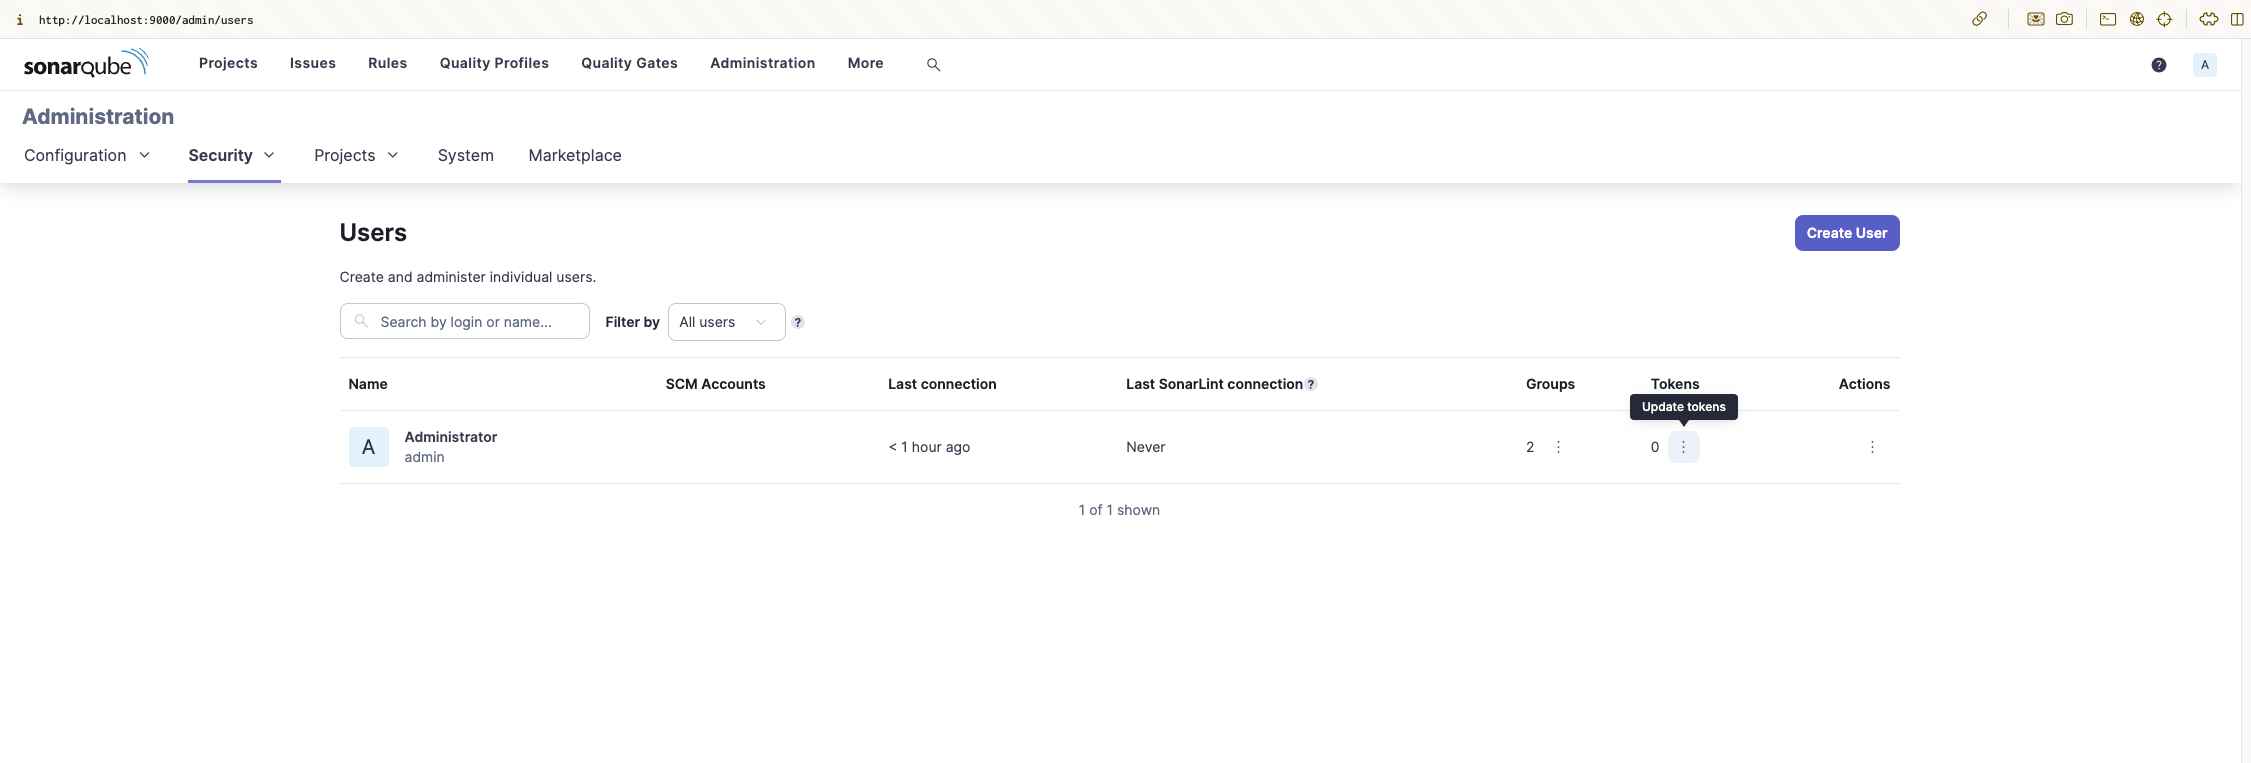 i http://localhost:9000/admin/users
sonarqube Projects Issues Rules Quality Profiles Quality Gates Administration More ? A
Administration
Configuration Security Projects System Marketplace
Users Create User
Create and administer individual users.
Search by login or name... Filter by All users ?
Name SCM Accounts Last connection Last SonarLint connection ? Groups Tokens Actions
Update tokens
A Administrator
admin
< 1 hour ago Never 2 0
1 of 1 shown